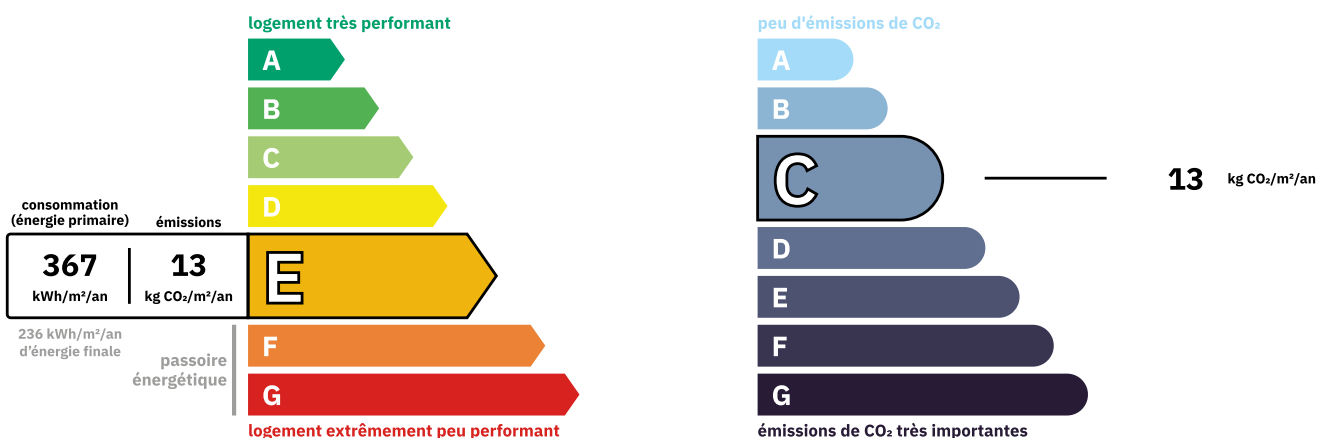 logement très performant
A
B
C
D
consommation
(énergie primaire)
émissions
367
kWh/m²/an
13
kg CO₂/m²/an
E
236 kWh/m²/an
d'énergie finale
passoire
énergétique
F
G
logement extrêmement peu performant
peu d'émissions de CO₂
A
B
C
13 kg CO₂/m²/an
D
E
F
G
émissions de CO₂ très importantes